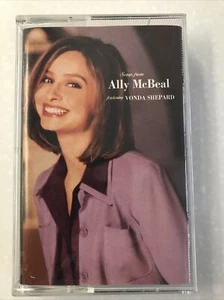 Songs from
Ally McBeal
featuring VONDA SHEPARD